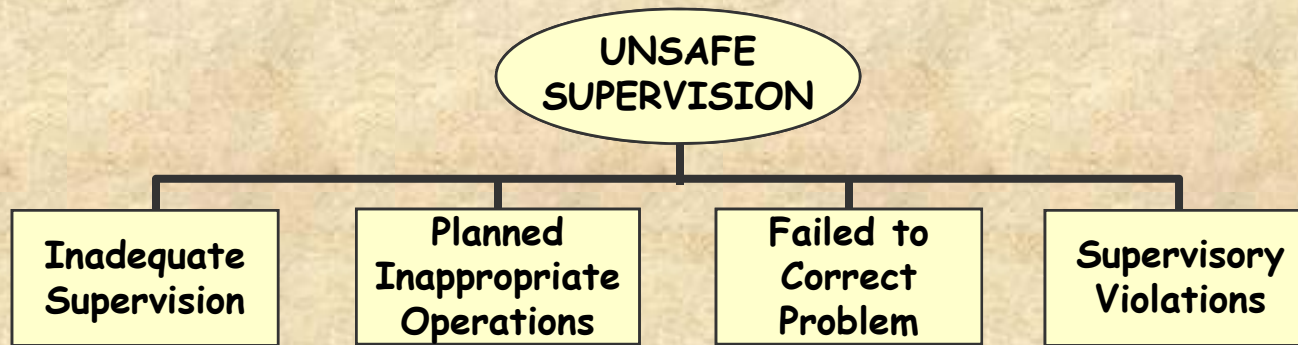 UNSAFE
SUPERVISION
Inadequate
Supervision
Planned
Inappropriate
Operations
Failed to
Correct
Problem
Supervisory
Violations